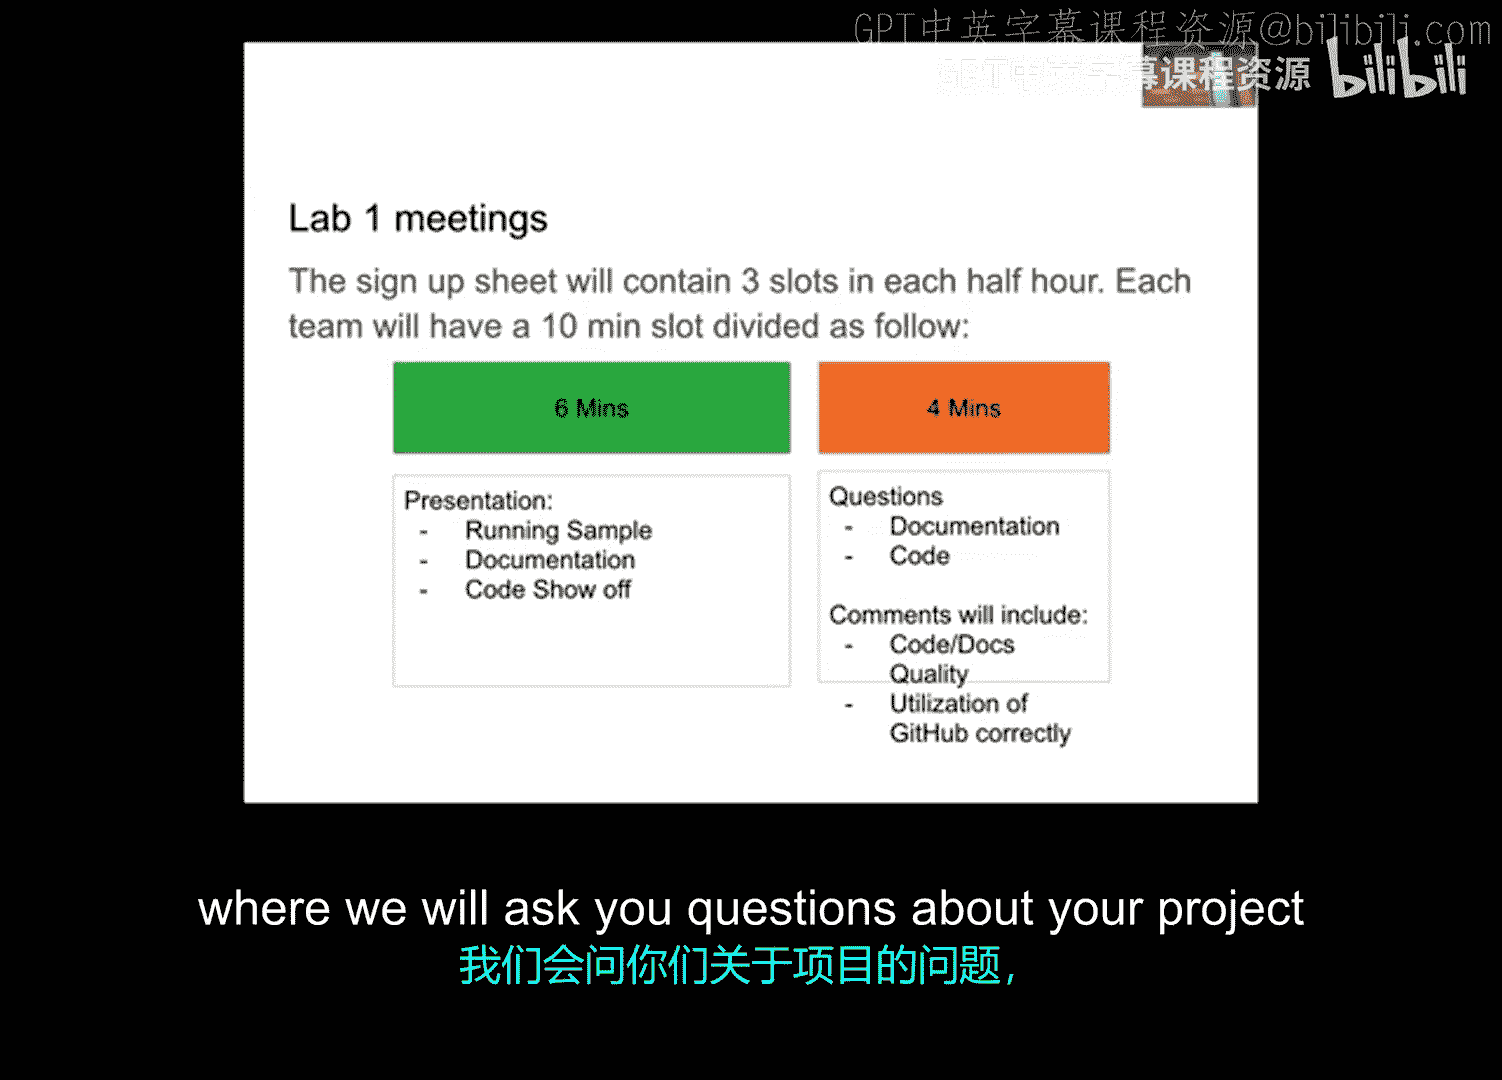 GPT中英字幕课程资源@bilibili.com
GPT中英字幕课程资源 bilibili
Lab 1 meetings
The sign up sheet will contain 3 slots in each half hour. Each
team will have a 10 min slot divided as follow:
6 Mins
4 Mins
Presentation:
- Running Sample
- Documentation
- Code Show off
Questions
- Documentation
- Code
Comments will include:
- Code/Docs
Quality
- Utilization of
GitHub correctly
where we will ask you questions about your project
我们会问你们关于项目的问题，